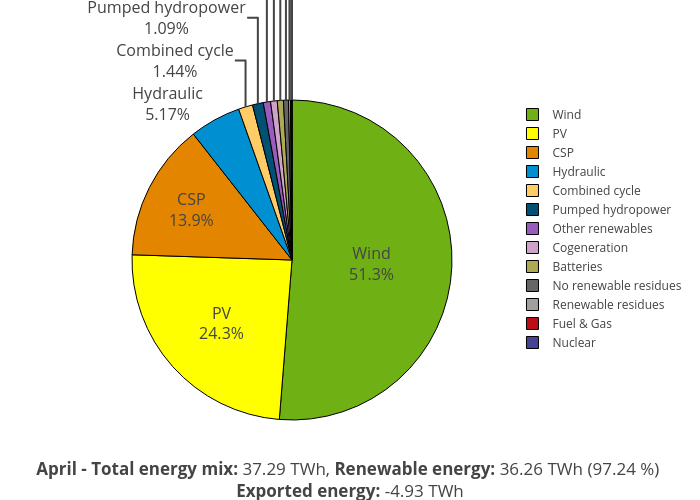 Pumped hydropower
1.09%
Combined cycle
1.44%
Hydraulic
5.17%
CSP
13.9%
Wind
51.3%
PV
24.3%
Wind
PV
CSP
Hydraulic
Combined cycle
Pumped hydropower
Other renewables
Cogeneration
Batteries
No renewable residues
Renewable residues
Fuel & Gas
Nuclear
April - Total energy mix: 37.29 TWh, Renewable energy: 36.26 TWh (97.24 %)
Exported energy: -4.93 TWh